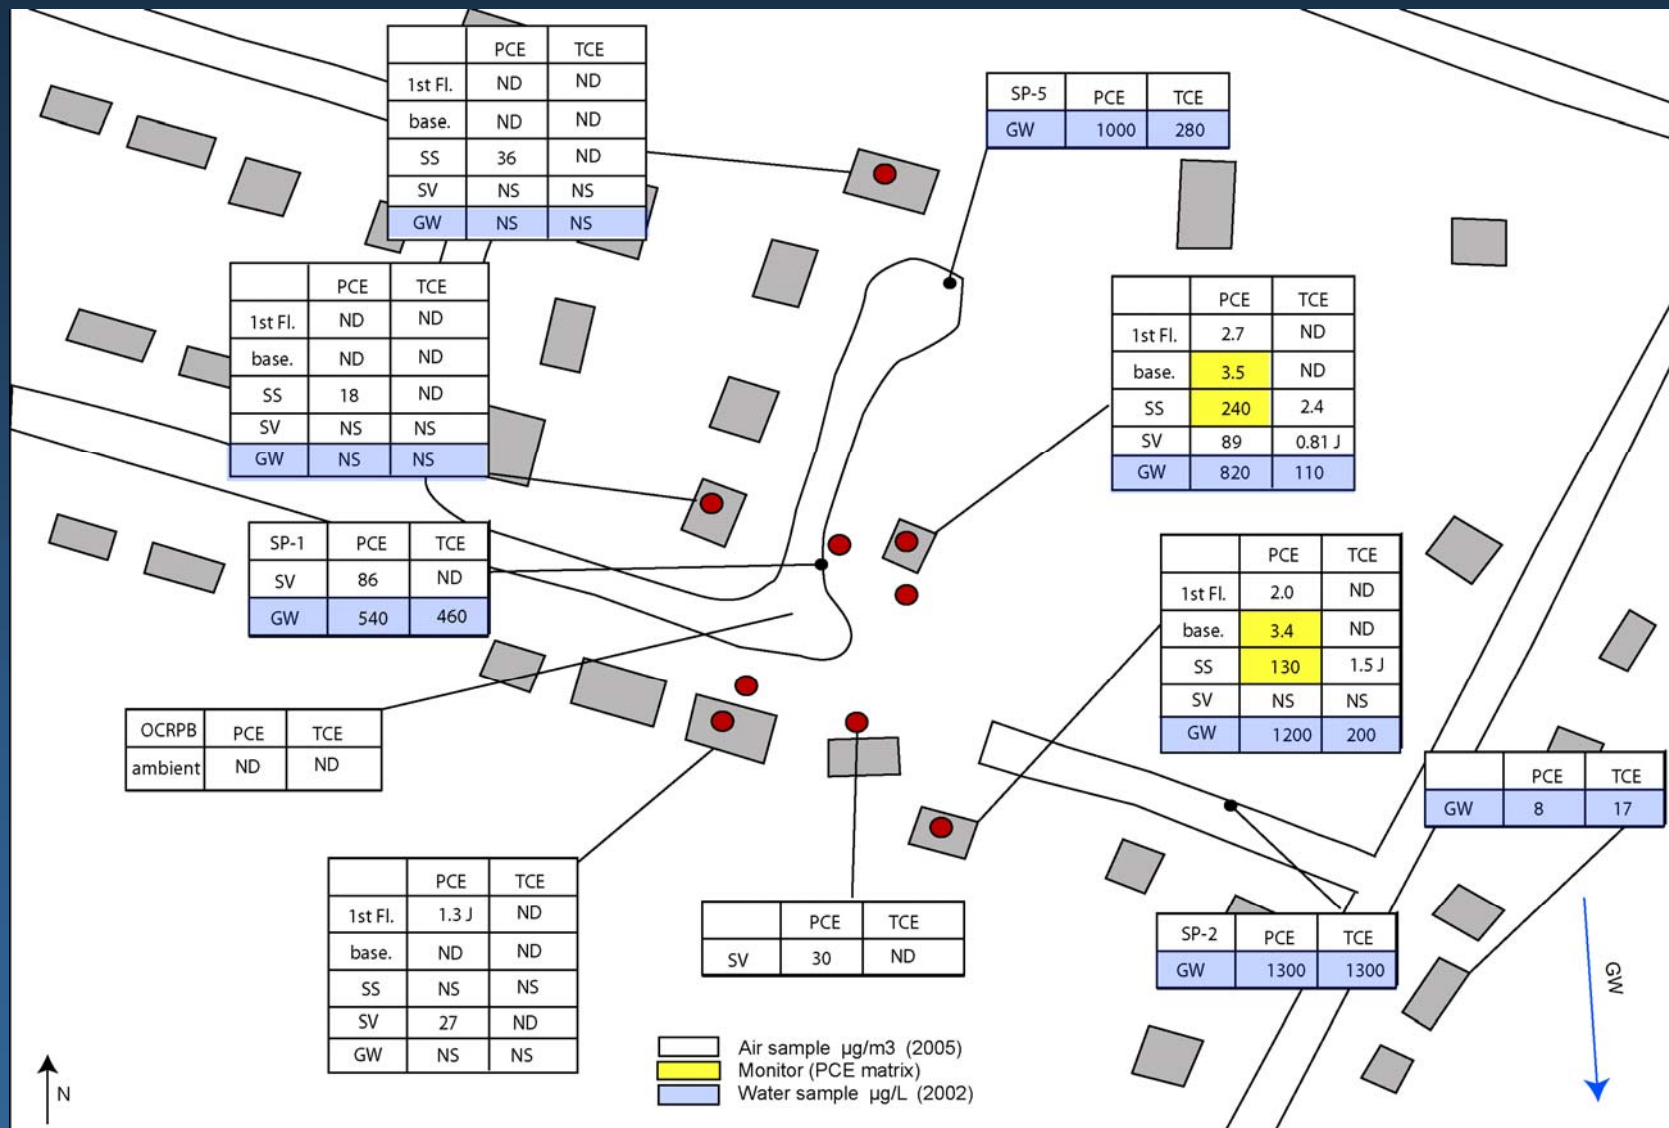 PCE TCE
1st Fl. ND ND
base. ND ND
SS 36 ND
SV NS NS
GW NS NS
SP-5 PCE TCE
GW 1000 280
PCE TCE
1st Fl. ND ND
base. ND ND
SS 18 ND
SV NS NS
GW NS NS
PCE TCE
1st Fl. 2.7 ND
base. 3.5 ND
SS 240 2.4
SV 89 0.81 J
GW 820 110
SP-1 PCE TCE
SV 86 ND
GW 540 460
PCE TCE
1st Fl. 2.0 ND
base. 3.4 ND
SS 130 1.5 J
SV NS NS
GW 1200 200
OCRPB PCE TCE
ambient ND ND
PCE TCE
GW 8 17
PCE TCE
1st Fl. 1.3 J ND
base. ND ND
SS NS NS
SV 27 ND
GW NS NS
PCE TCE
SV 30 ND
SP-2 PCE TCE
GW 1300 1300
GW
Air sample µg/m3 (2005)
Monitor (PCE matrix)
Water sample µg/L (2002)
N